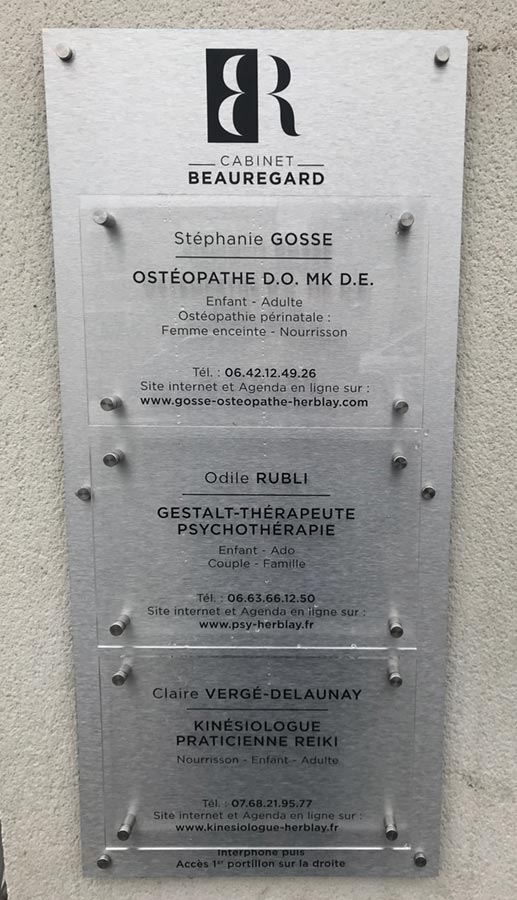 BR
CABINET
BEAUREGARD
Stéphanie GOSSE
OSTÉOPATHE D.O. MK D.E.
Enfant - Adulte
Ostéopathie périnatale :
Femme enceinte - Nourrisson
Tél. : 06.42.12.49.26
Site internet et Agenda en ligne sur :
www.gosse-osteopathe-herblay.com
Odile RUBLI
GESTALT-THÉRAPEUTE
PSYCHOTHÉRAPIE
Enfant - Ado
Couple - Famille
Tél. : 06.63.66.12.50
Site internet et Agenda en ligne sur :
www.psy-herblay.fr
Claire VERGÉ-DELAUNAY
KINÉSIOLOGUE
PRATICIENNE REIKI
Nourrisson - Enfant - Adulte
Tél. : 07.68.21.95.77
Site internet et Agenda en ligne sur :
www.kinesiologue-herblay.fr
Interphone puis
Accès 1er portillon sur la droite